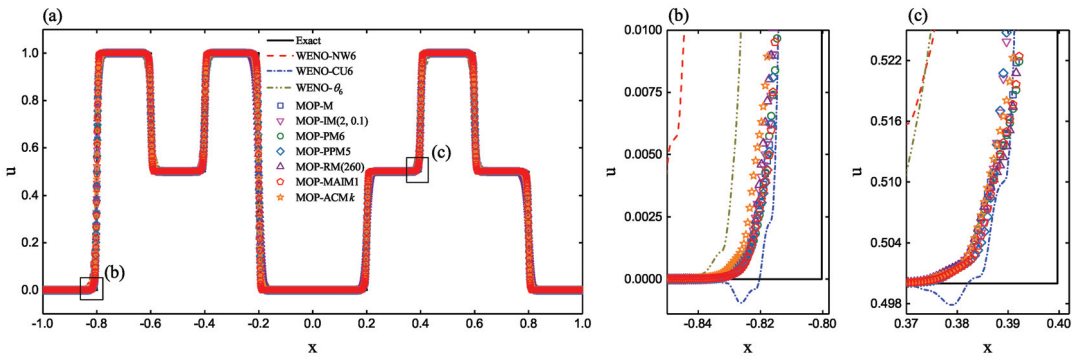 (a)
(b)
(c)
Exact
WENO-NW6
WENO-CU6
WENO-θ₆
MOP-M
MOP-IM(2, 0.1)
MOP-PM6
MOP-PPM5
MOP-RM(260)
MOP-MAIM1
MOP-ACMk
(b)
(c)
u
1.0
0.8
0.6
0.4
0.2
0.0
-1.0 -0.8 -0.6 -0.4 -0.2 0.0 0.2 0.4 0.6 0.8 1.0
x
u
0.0100
0.0075
0.0050
0.0025
0.0000
-0.84 -0.82 -0.80
x
u
0.522
0.516
0.510
0.504
0.498
0.37 0.38 0.39 0.40
x